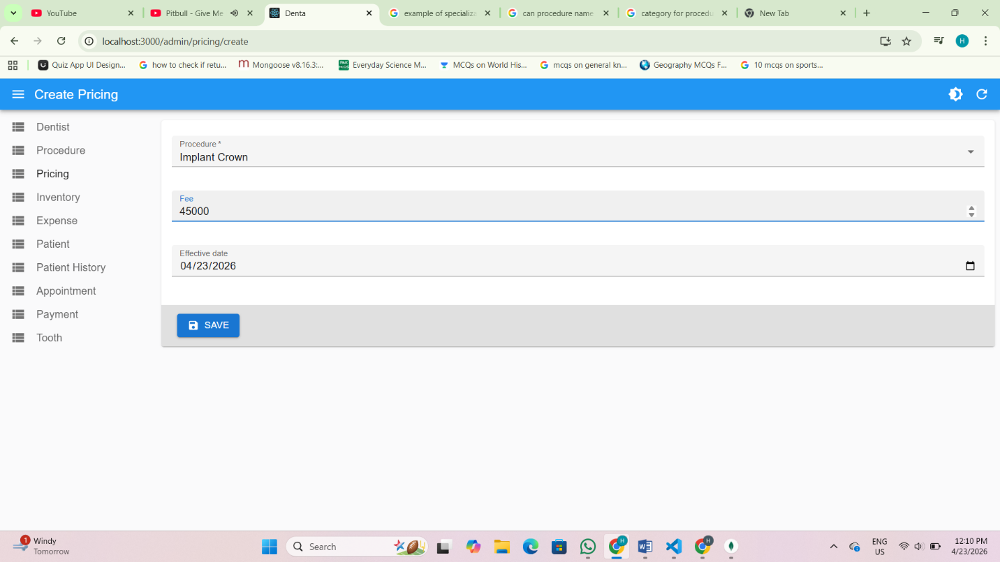 YouTube
Pitbull - Give Me
Denta
example of specializa
can procedure name
category for procedu
New Tab
localhost:3000/admin/pricing/create
H
Quiz App UI Design...
how to check if retu...
Mongoose v8.16.3:...
Everyday Science M...
MCQs on World His...
mcqs on general kn...
Geography MCQs F...
10 mcqs on sports...
Create Pricing
Dentist
Procedure
Pricing
Inventory
Expense
Patient
Patient History
Appointment
Payment
Tooth
Procedure *
Implant Crown
Fee
45000
Effective date
04/23/2026
SAVE
1
Windy
Tomorrow
Search
H
H
ENG
US
12:10 PM
4/23/2026